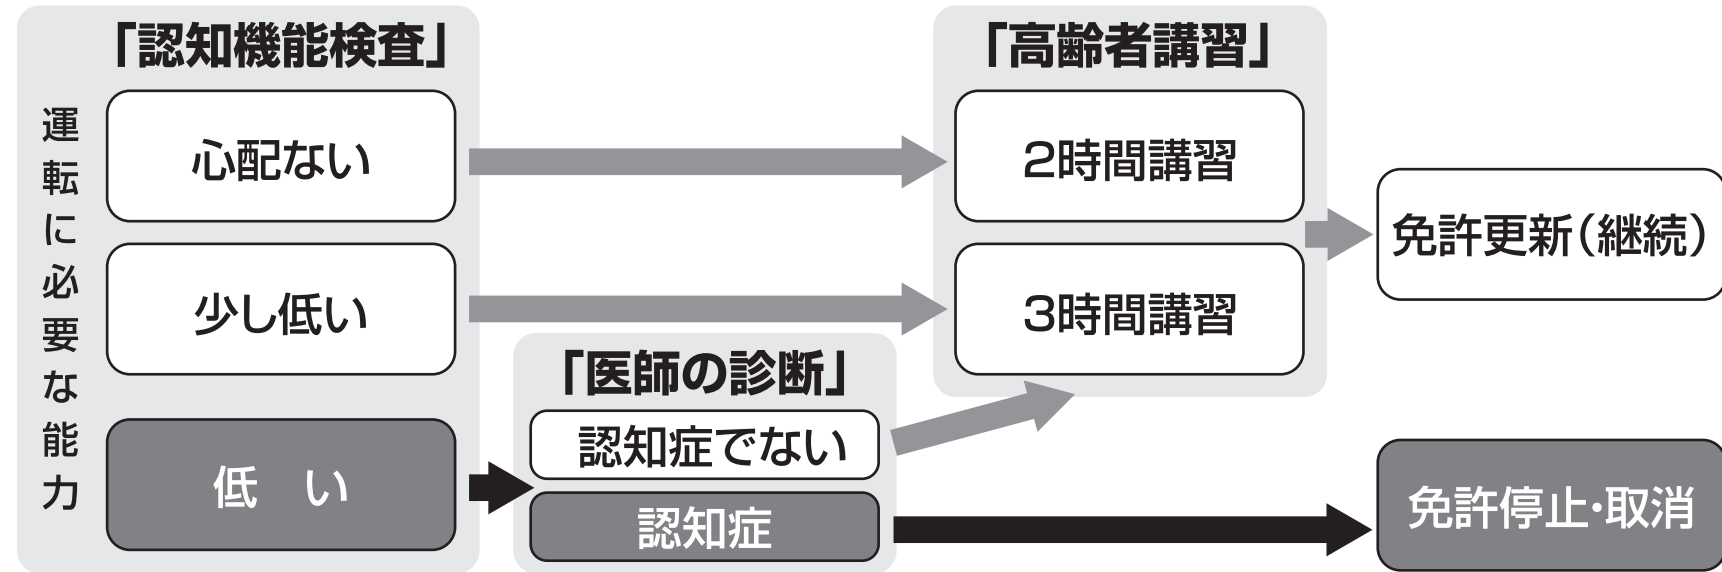 「認知機能検査」
運転に必要な能力
心配ない
少し低い
低　い
「医師の診断」
認知症でない
認知症
「高齢者講習」
2時間講習
3時間講習
免許更新（継続）
免許停止・取消